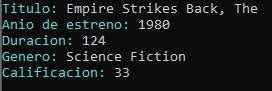 Titulo: Empire Strikes Back, The
Anio de estreno: 1980
Duracion: 124
Genero: Science Fiction
Calificacion: 33